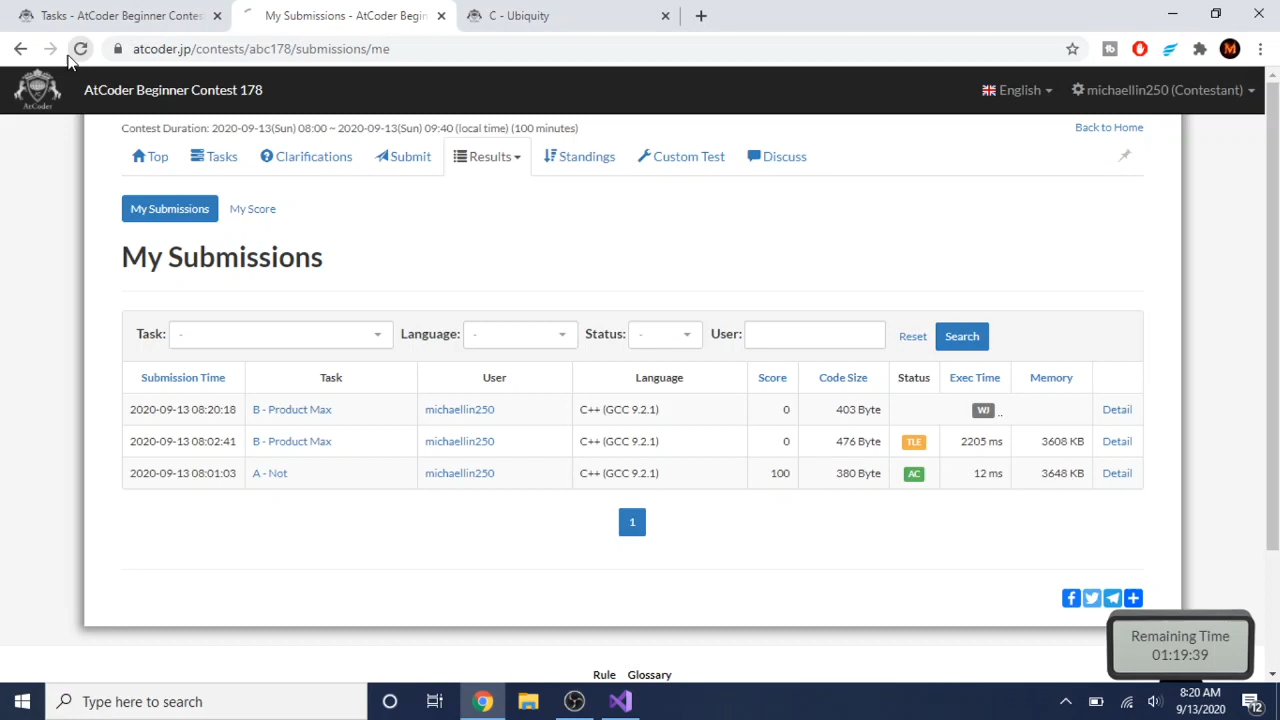 Tasks - AtCoder Beginner Contest
My Submissions - AtCoder Begin
C - Ubiquity
atcoder.jp/contests/abc178/submissions/me
M
AtCoder
AtCoder Beginner Contest 178
English
michaellin250 (Contestant)
Contest Duration: 2020-09-13(Sun) 08:00 ~ 2020-09-13(Sun) 09:40 (local time) (100 minutes)
Back to Home
Top
Tasks
Clarifications
Submit
Results
Standings
Custom Test
Discuss
My Submissions
My Score
My Submissions
Task: -
Language: -
Status: -
User:
Reset
Search
Submission Time Task User Language Score Code Size Status Exec Time Memory
2020-09-13 08:20:18 B - Product Max michaellin250 C++ (GCC 9.2.1) 0 403 Byte WJ .. Detail
2020-09-13 08:02:41 B - Product Max michaellin250 C++ (GCC 9.2.1) 0 476 Byte TLE 2205 ms 3608 KB Detail
2020-09-13 08:01:03 A - Not michaellin250 C++ (GCC 9.2.1) 100 380 Byte AC 12 ms 3648 KB Detail
1
Remaining Time
01:19:39
Rule Glossary
Type here to search
8:20 AM
9/13/2020
12